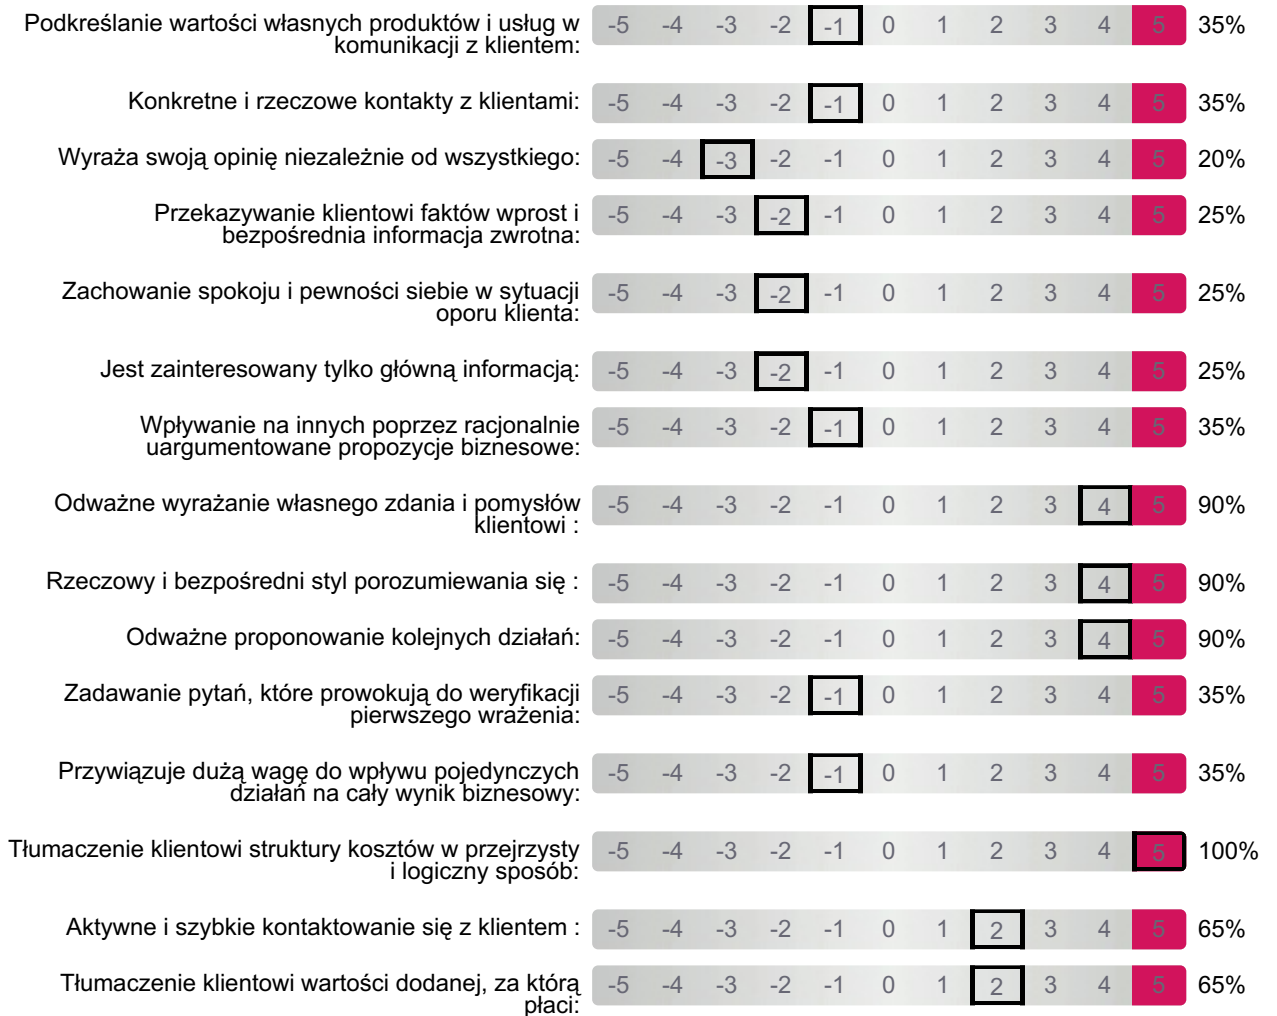 Podkreślanie wartości własnych produktów i usług w
komunikacji z klientem:
-5 -4 -3 -2 -1 0 1 2 3 4 5 35%
Konkretne i rzeczowe kontakty z klientami:
-5 -4 -3 -2 -1 0 1 2 3 4 5 35%
Wyraża swoją opinię niezależnie od wszystkiego:
-5 -4 -3 -2 -1 0 1 2 3 4 5 20%
Przekazywanie klientowi faktów wprost i
bezpośrednia informacja zwrotna:
-5 -4 -3 -2 -1 0 1 2 3 4 5 25%
Zachowanie spokoju i pewności siebie w sytuacji
oporu klienta:
-5 -4 -3 -2 -1 0 1 2 3 4 5 25%
Jest zainteresowany tylko główną informacją:
-5 -4 -3 -2 -1 0 1 2 3 4 5 25%
Wpływanie na innych poprzez racjonalnie
uargumentowane propozycje biznesowe:
-5 -4 -3 -2 -1 0 1 2 3 4 5 35%
Odważne wyrażanie własnego zdania i pomysłów
klientowi :
-5 -4 -3 -2 -1 0 1 2 3 4 5 90%
Rzeczowy i bezpośredni styl porozumiewania się :
-5 -4 -3 -2 -1 0 1 2 3 4 5 90%
Odważne proponowanie kolejnych działań:
-5 -4 -3 -2 -1 0 1 2 3 4 5 90%
Zadawanie pytań, które prowokują do weryfikacji
pierwszego wrażenia:
-5 -4 -3 -2 -1 0 1 2 3 4 5 35%
Przywiązuje dużą wagę do wpływu pojedynczych
działań na cały wynik biznesowy:
-5 -4 -3 -2 -1 0 1 2 3 4 5 35%
Tłumaczenie klientowi struktury kosztów w przejrzysty
i logiczny sposób:
-5 -4 -3 -2 -1 0 1 2 3 4 5 100%
Aktywne i szybkie kontaktowanie się z klientem :
-5 -4 -3 -2 -1 0 1 2 3 4 5 65%
Tłumaczenie klientowi wartości dodanej, za którą
płaci:
-5 -4 -3 -2 -1 0 1 2 3 4 5 65%